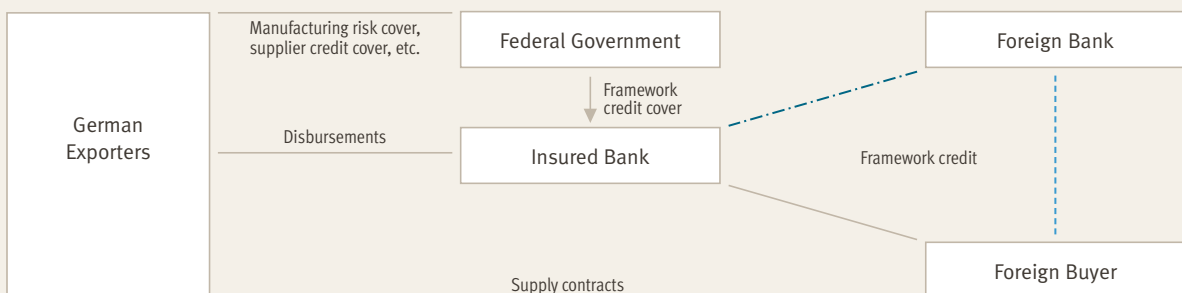 Manufacturing risk cover,
supplier credit cover, etc.
Federal Government
Foreign Bank
Framework
credit cover
German
Exporters
Disbursements
Insured Bank
Framework credit
Foreign Buyer
Supply contracts